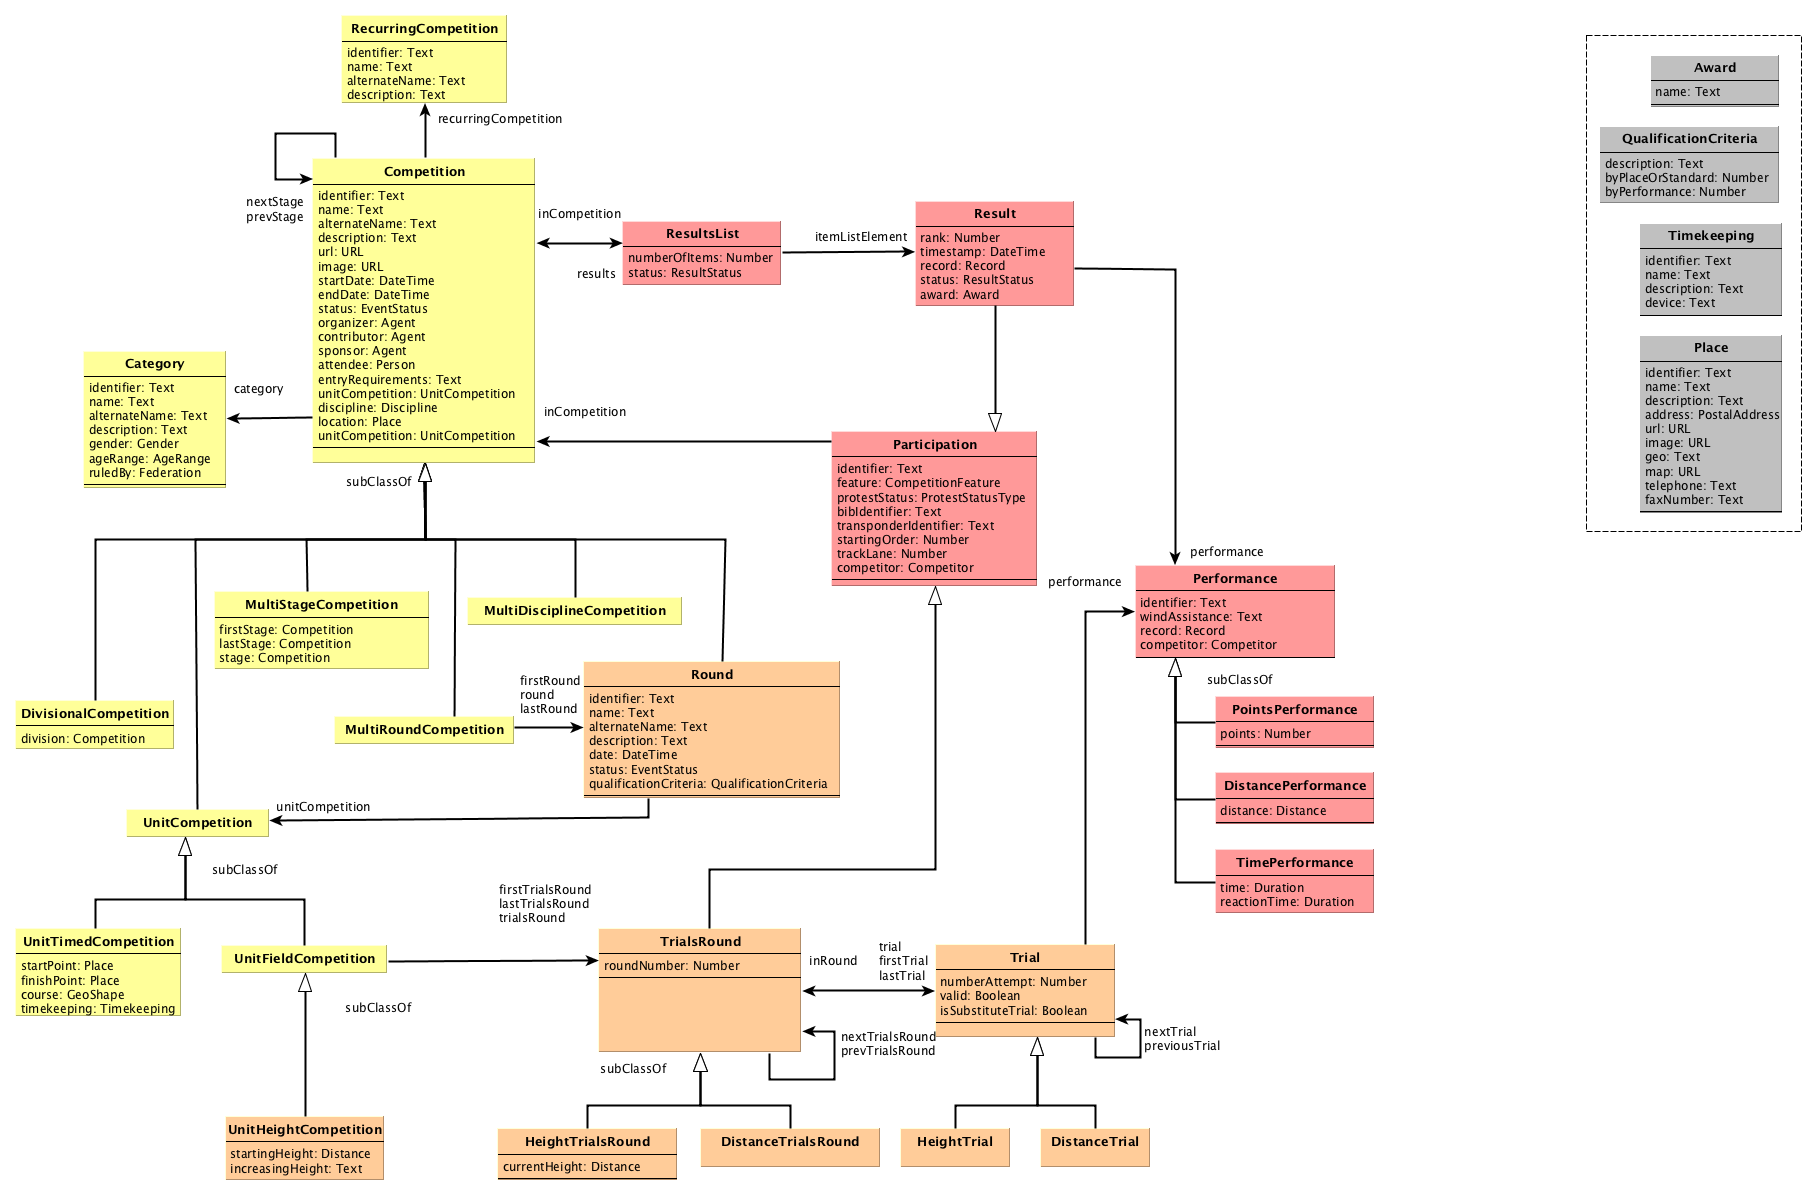 RecurringCompetition
identifier: Text
name: Text
alternateName: Text
description: Text
recurringCompetition
nextStage
prevStage
Competition
identifier: Text
name: Text
alternateName: Text
description: Text
url: URL
image: URL
startDate: DateTime
endDate: DateTime
status: EventStatus
organizer: Agent
contributor: Agent
sponsor: Agent
attendee: Person
entryRequirements: Text
unitCompetition: UnitCompetition
discipline: Discipline
location: Place
unitCompetition: UnitCompetition
inCompetition
results
ResultsList
numberOfItems: Number
status: ResultStatus
itemListElement
Result
rank: Number
timestamp: DateTime
record: Record
status: ResultStatus
award: Award
Award
name: Text
QualificationCriteria
description: Text
byPlaceOrStandard: Number
byPerformance: Number
Timekeeping
identifier: Text
name: Text
description: Text
device: Text
Place
identifier: Text
name: Text
description: Text
address: PostalAddress
url: URL
image: URL
geo: Text
map: URL
telephone: Text
faxNumber: Text
Category
identifier: Text
name: Text
alternateName: Text
description: Text
gender: Gender
ageRange: AgeRange
ruledBy: Federation
category
inCompetition
Participation
identifier: Text
feature: CompetitionFeature
protestStatus: ProtestStatusType
bibIdentifier: Text
transponderIdentifier: Text
startingOrder: Number
trackLane: Number
competitor: Competitor
subClassOf
performance
performance
Performance
identifier: Text
windAssistance: Text
record: Record
competitor: Competitor
subClassOf
PointsPerformance
points: Number
DistancePerformance
distance: Distance
TimePerformance
time: Duration
reactionTime: Duration
MultiStageCompetition
firstStage: Competition
lastStage: Competition
stage: Competition
MultiDisciplineCompetition
DivisionalCompetition
division: Competition
MultiRoundCompetition
firstRound
round
lastRound
Round
identifier: Text
name: Text
alternateName: Text
description: Text
date: DateTime
status: EventStatus
qualificationCriteria: QualificationCriteria
unitCompetition
UnitCompetition
subClassOf
UnitTimedCompetition
startPoint: Place
finishPoint: Place
course: GeoShape
timekeeping: Timekeeping
UnitFieldCompetition
subClassOf
firstTrialsRound
lastTrialsRound
trialsRound
TrialsRound
roundNumber: Number
inRound
trial
firstTrial
lastTrial
Trial
numberAttempt: Number
valid: Boolean
isSubstituteTrial: Boolean
nextTrialsRound
prevTrialsRound
nextTrial
previousTrial
subClassOf
UnitHeightCompetition
startingHeight: Distance
increasingHeight: Text
HeightTrialsRound
currentHeight: Distance
DistanceTrialsRound
HeightTrial
DistanceTrial